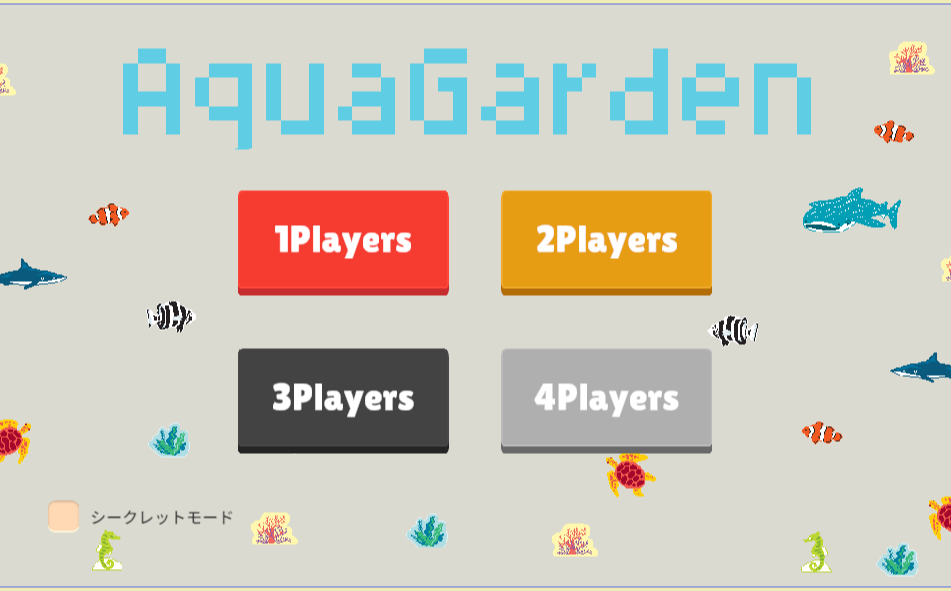 AquaGarden
1Players
2Players
3Players
4Players
シークレットモード